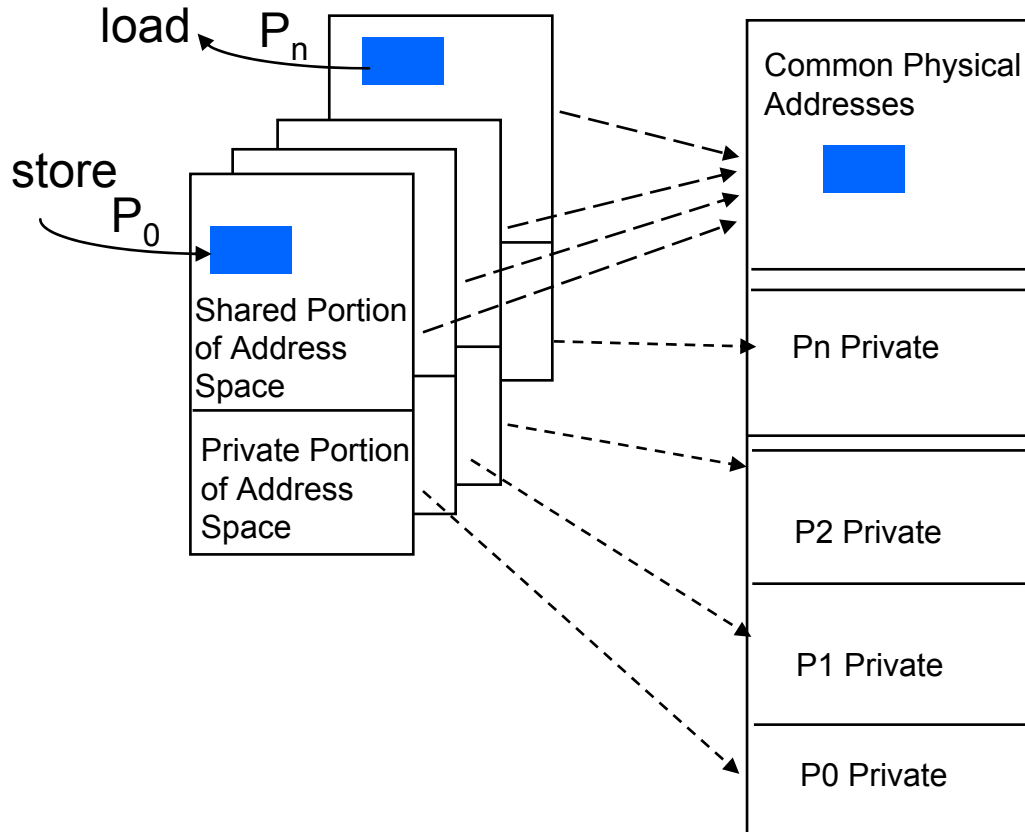 load
Pn
store
P0
Shared Portion
of Address
Space
Private Portion
of Address
Space
Common Physical
Addresses
Pn Private
P2 Private
P1 Private
P0 Private